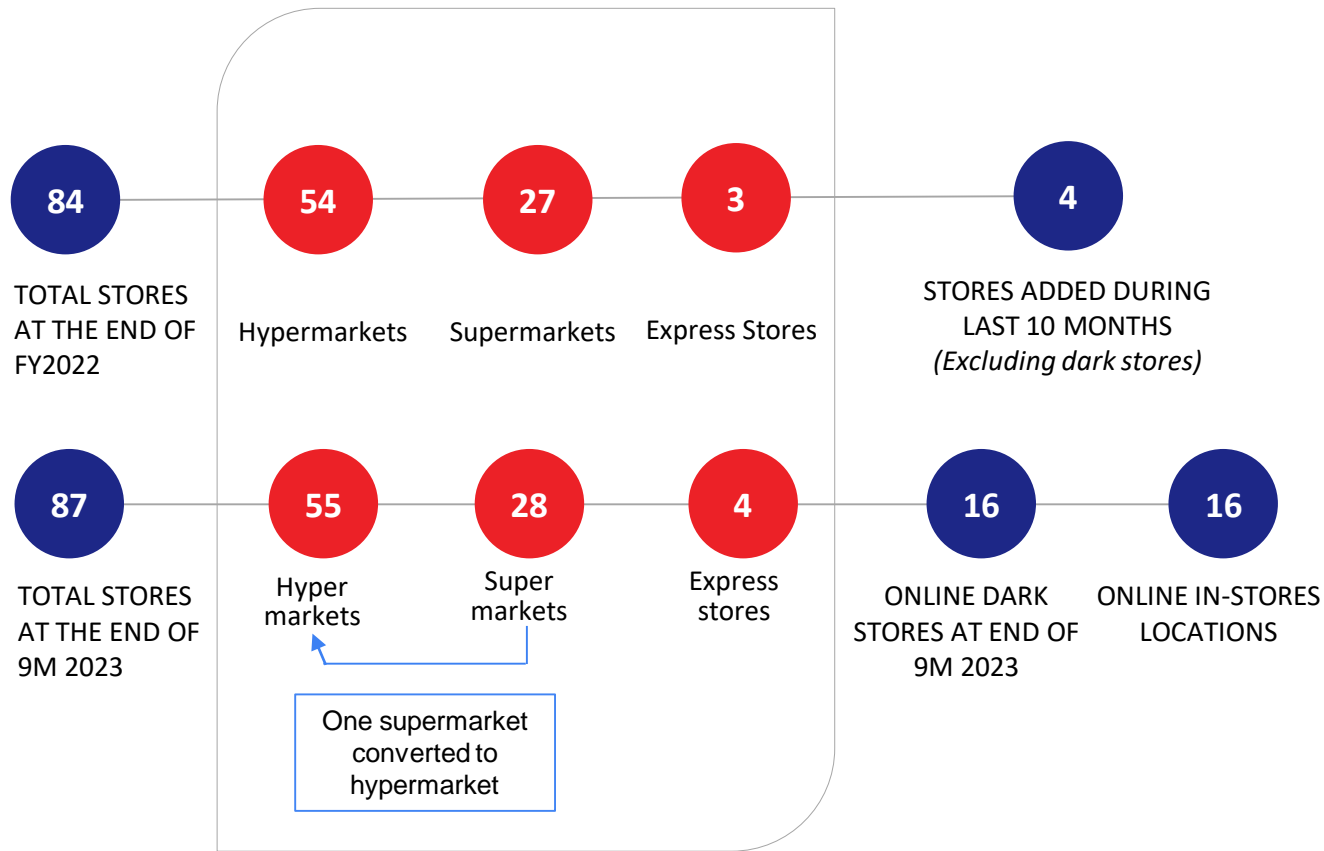 84
54
27
3
4
TOTAL STORES
AT THE END OF
FY2022
Hypermarkets
Supermarkets
Express Stores
STORES ADDED DURING
LAST 10 MONTHS
(Excluding dark stores)
87
55
28
4
16
16
TOTAL STORES
AT THE END OF
9M 2023
Hyper
markets
Super
markets
Express
stores
ONLINE DARK
STORES AT END OF
9M 2023
ONLINE IN-STORES
LOCATIONS
One supermarket
converted to
hypermarket